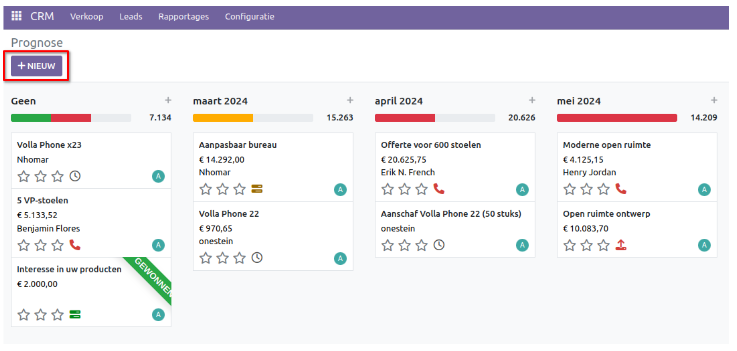 CRM Verkoop Leads Rapportages Configuratie
Prognose
+ NIEUW
Geen +
7.134
Volla Phone x23
Nhomar
A
5 VP-stoelen
€ 5.133,52
Benjamin Flores
A
Interesse in uw producten
€ 2.000,00
GEWONNEN
A
maart 2024 +
15.263
Aanpasbaar bureau
€ 14.292,00
Nhomar
A
Volla Phone 22
€ 970,65
onestein
A
april 2024 +
20.626
Offerte voor 600 stoelen
€ 20.625,75
Erik N. French
A
Aanschaf Volla Phone 22 (50 stuks)
onestein
A
mei 2024 +
14.209
Moderne open ruimte
€ 4.125,15
Henry Jordan
A
Open ruimte ontwerp
€ 10.083,70
A